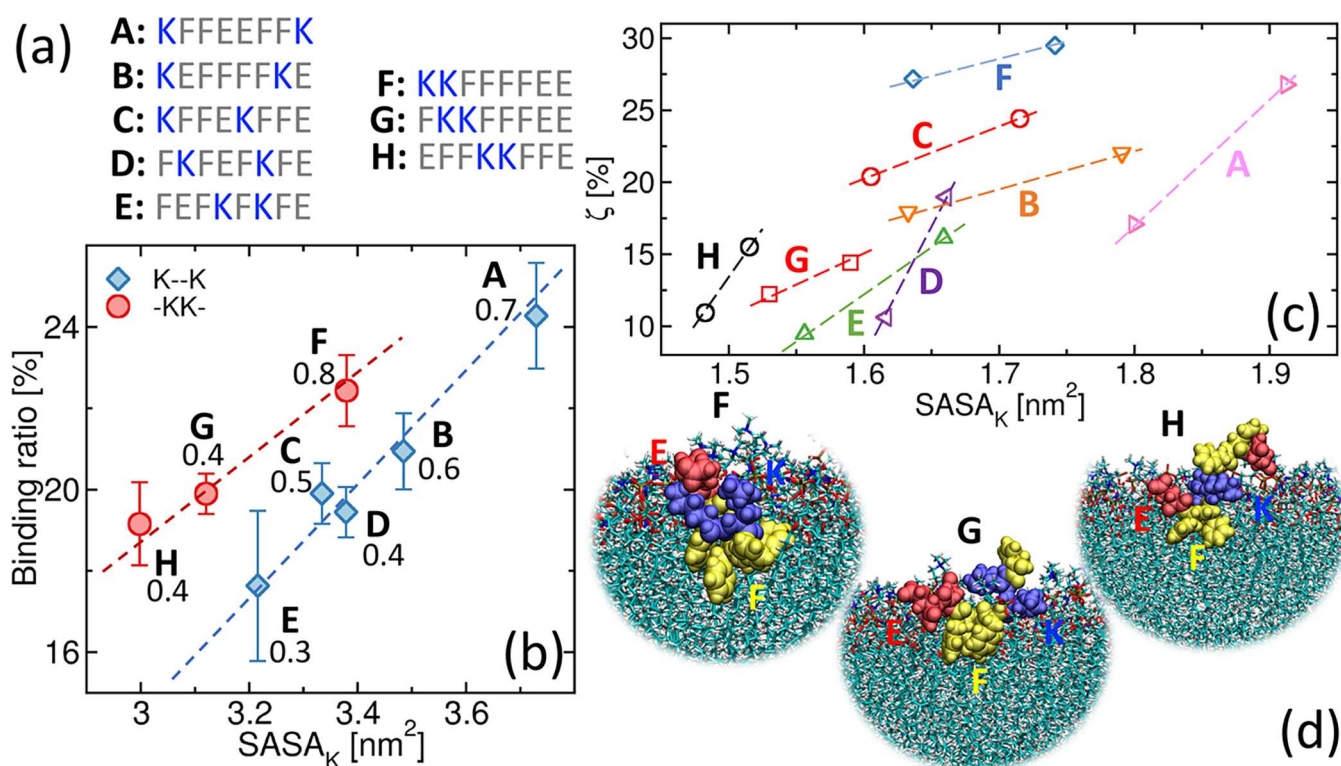 (a)
A: KFFEEFFK
B: KEFFFFKE
C: KFFEKFFE
D: FKFEFKFE
E: FEFKFKFE
F: KKFFFFEE
G: FKKFFFEE
H: EFFKKFFE
K--K
-KK-
A
0.7
F
0.8
B
0.6
G
0.4
C
0.5
D
0.4
H
0.4
E
0.3
24
20
16
Binding ratio [%]
3
3.2
3.4
3.6
SASA_K [nm²]
(b)
30
25
20
15
10
ζ [%]
F
C
B
A
H
G
D
E
(c)
1.5
1.6
1.7
1.8
1.9
SASA_K [nm²]
F
E
K
F
G
E
K
F
H
E
K
F
(d)